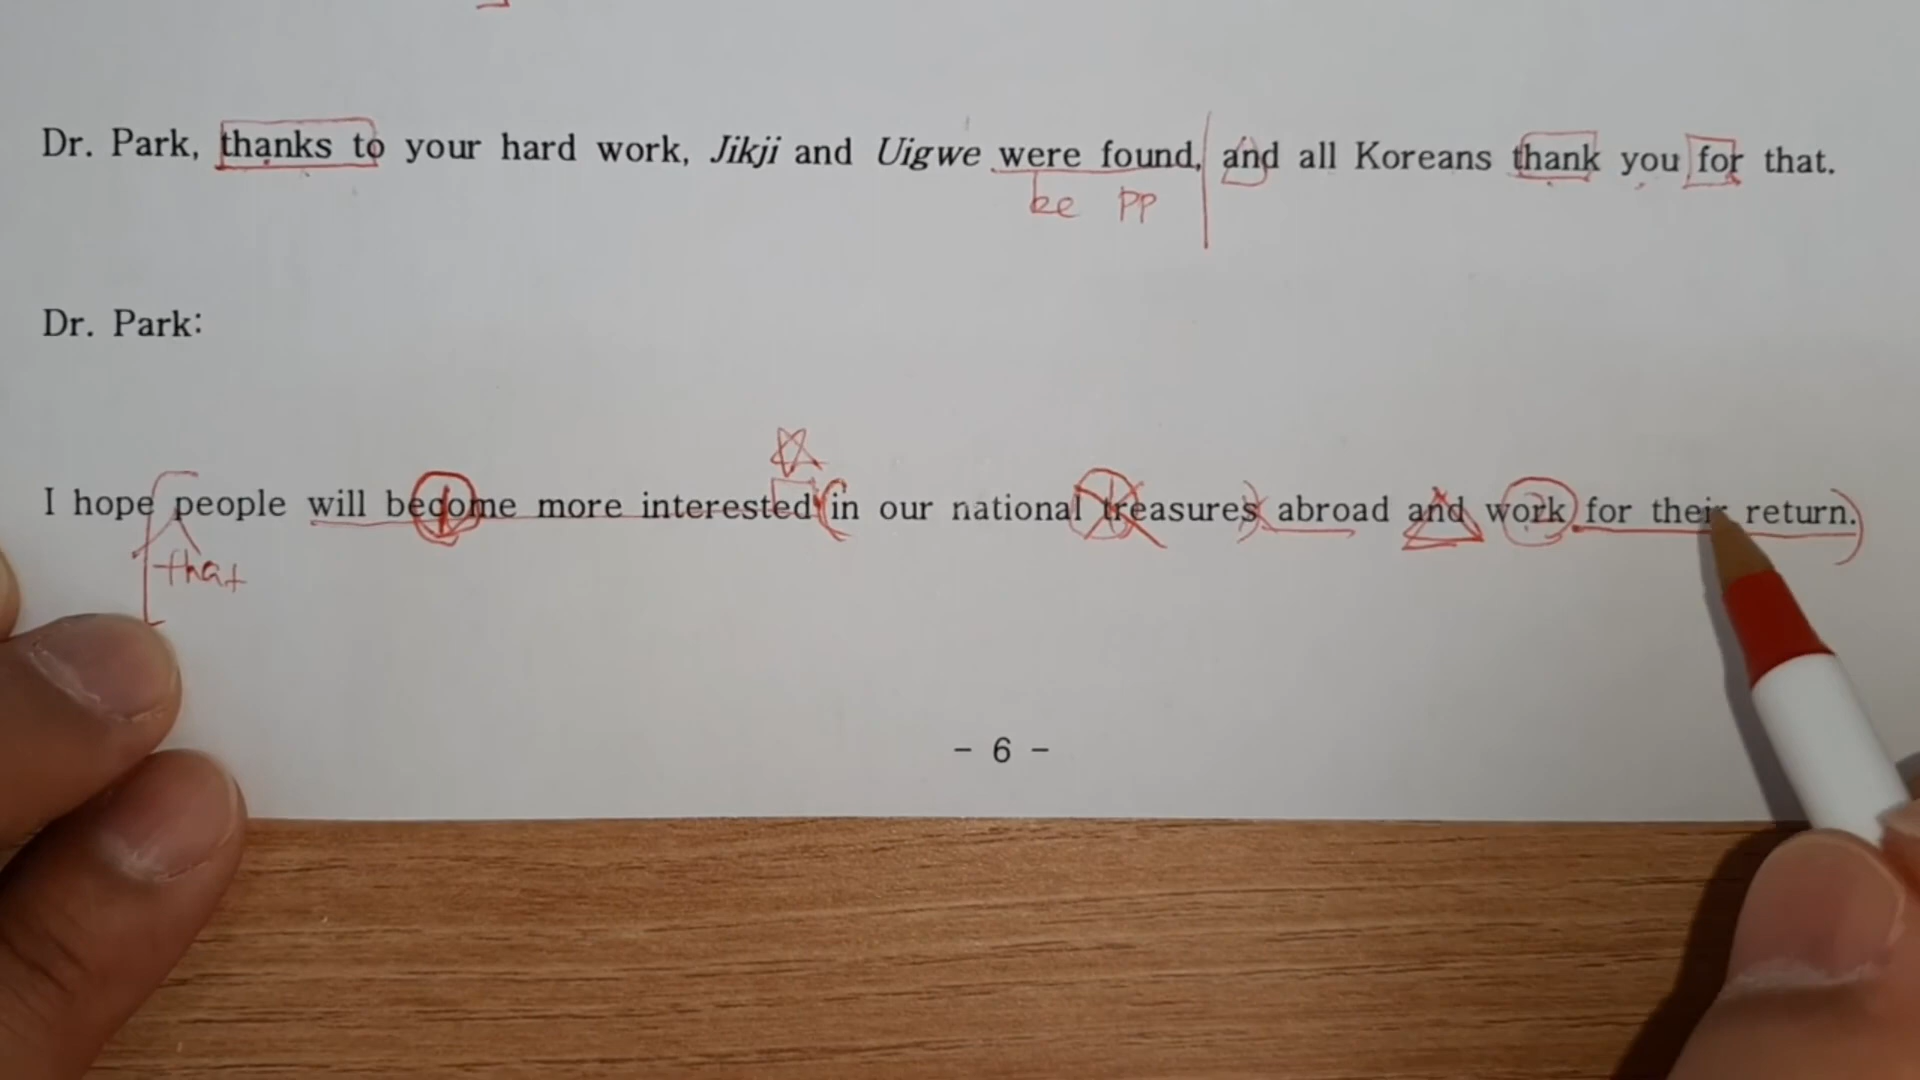 Dr. Park, thanks to your hard work, Jikji and Uigwe were found, and all Koreans thank you for that.
be pp
Dr. Park:
I hope people will become more interested in our national treasures abroad and work for their return.
that
- 6 -